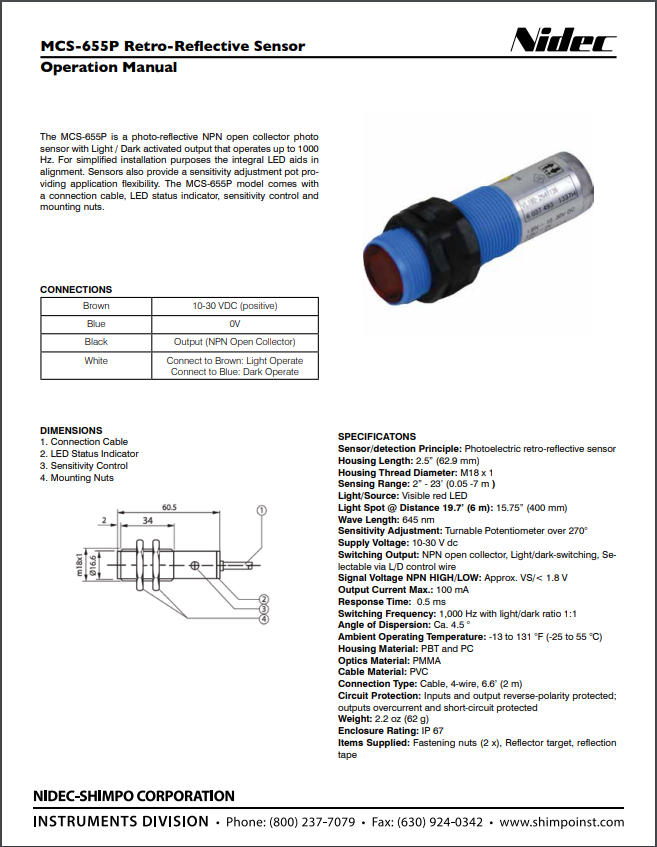 MCS-655P Retro-Reflective Sensor
Nidec
Operation Manual
The MCS-655P is a photo-reflective NPN open collector photo
sensor with Light / Dark activated output that operates up to 1000
Hz. For simplified installation purposes the integral LED aids in
alignment. Sensors also provide a sensitivity adjustment pot pro-
viding application flexibility. The MCS-655P model comes with
a connection cable, LED status indicator, sensitivity control and
mounting nuts.
CONNECTIONS
Brown 10-30 VDC (positive)
Blue 0V
Black Output (NPN Open Collector)
White Connect to Brown: Light Operate
Connect to Blue: Dark Operate
DIMENSIONS
1. Connection Cable
2. LED Status Indicator
3. Sensitivity Control
4. Mounting Nuts
60.5
1
2
34
m18x1
Ø16.6
2
3
4
SPECIFICATONS
Sensor/detection Principle: Photoelectric retro-reflective sensor
Housing Length: 2.5” (62.9 mm)
Housing Thread Diameter: M18 x 1
Sensing Range: 2” - 23’ (0.05 -7 m )
Light/Source: Visible red LED
Light Spot @ Distance 19.7’ (6 m): 15.75” (400 mm)
Wave Length: 645 nm
Sensitivity Adjustment: Turnable Potentiometer over 270°
Supply Voltage: 10-30 V dc
Switching Output: NPN open collector, Light/dark-switching, Se-
lectable via L/D control wire
Signal Voltage NPN HIGH/LOW: Approx. VS/< 1.8 V
Output Current Max.: 100 mA
Response Time: 0.5 ms
Switching Frequency: 1,000 Hz with light/dark ratio 1:1
Angle of Dispersion: Ca. 4.5 °
Ambient Operating Temperature: -13 to 131 °F (-25 to 55 °C)
Housing Material: PBT and PC
Optics Material: PMMA
Cable Material: PVC
Connection Type: Cable, 4-wire, 6.6’ (2 m)
Circuit Protection: Inputs and output reverse-polarity protected;
outputs overcurrent and short-circuit protected
Weight: 2.2 oz (62 g)
Enclosure Rating: IP 67
Items Supplied: Fastening nuts (2 x), Reflector target, reflection
tape
NIDEC-SHIMPO CORPORATION
INSTRUMENTS DIVISION • Phone: (800) 237-7079 • Fax: (630) 924-0342 • www.shimpoinst.com